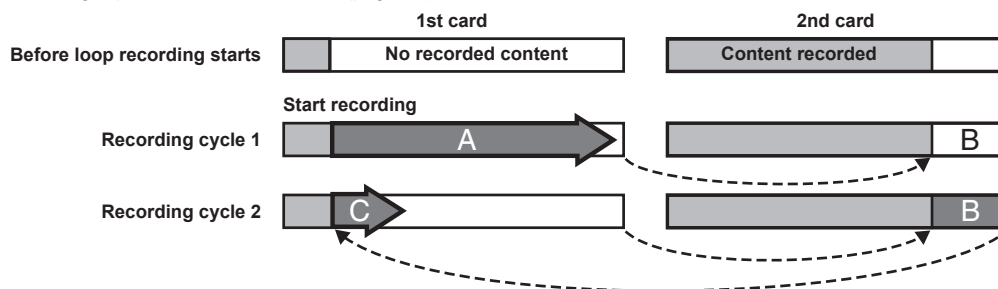 1st card 2nd card
Before loop recording starts No recorded content Content recorded
Start recording
Recording cycle 1 A B
Recording cycle 2 C B